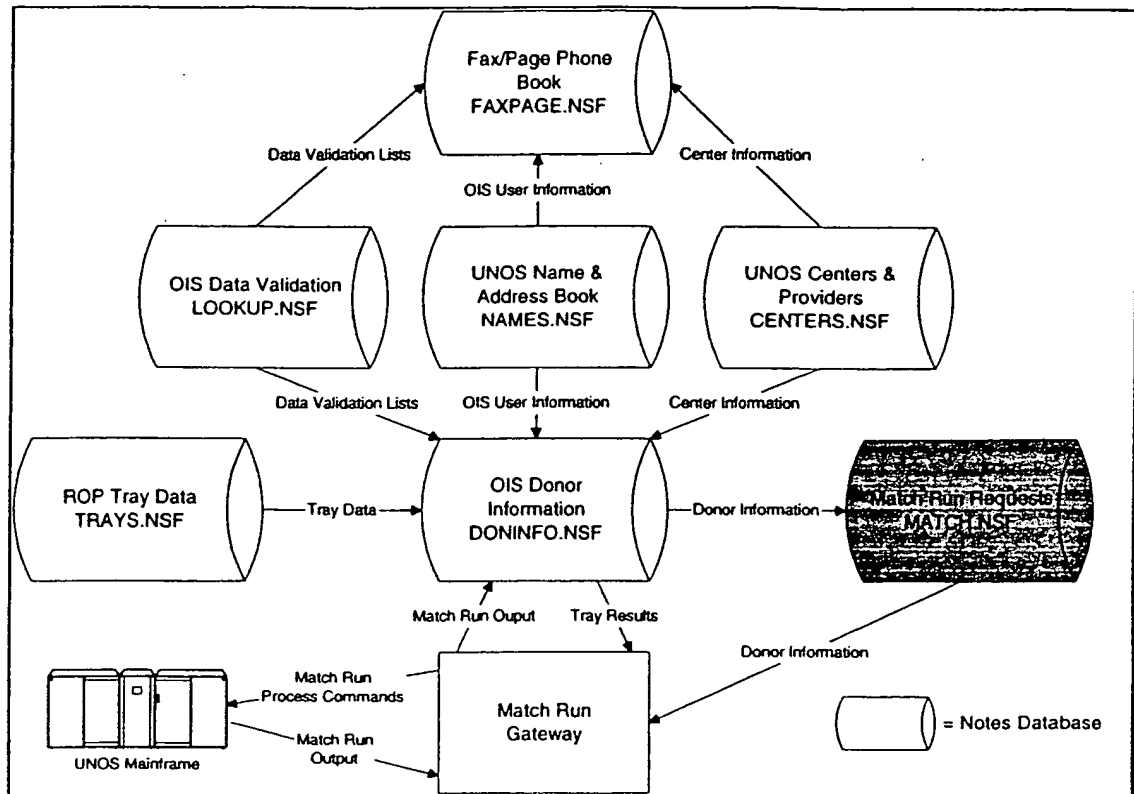 Fax/Page Phone
Book
FAXPAGE.NSF
Data Validation Lists
Center Information
OIS User Information
OIS Data Validation
LOOKUP.NSF
UNOS Name &
Address Book
NAMES.NSF
UNOS Centers &
Providers
CENTERS.NSF
Data Validation Lists
OIS User Information
Center Information
ROP Tray Data
TRAYS.NSF
Tray Data
OIS Donor
Information
DONINFO.NSF
Donor Information
Match Run Requests
MATCH.NSF
Match Run Ouput
Tray Results
Donor Information
Match Run
Process Commands
Match Run
Gateway
= Notes Database
Match Run
Output
UNOS Mainframe